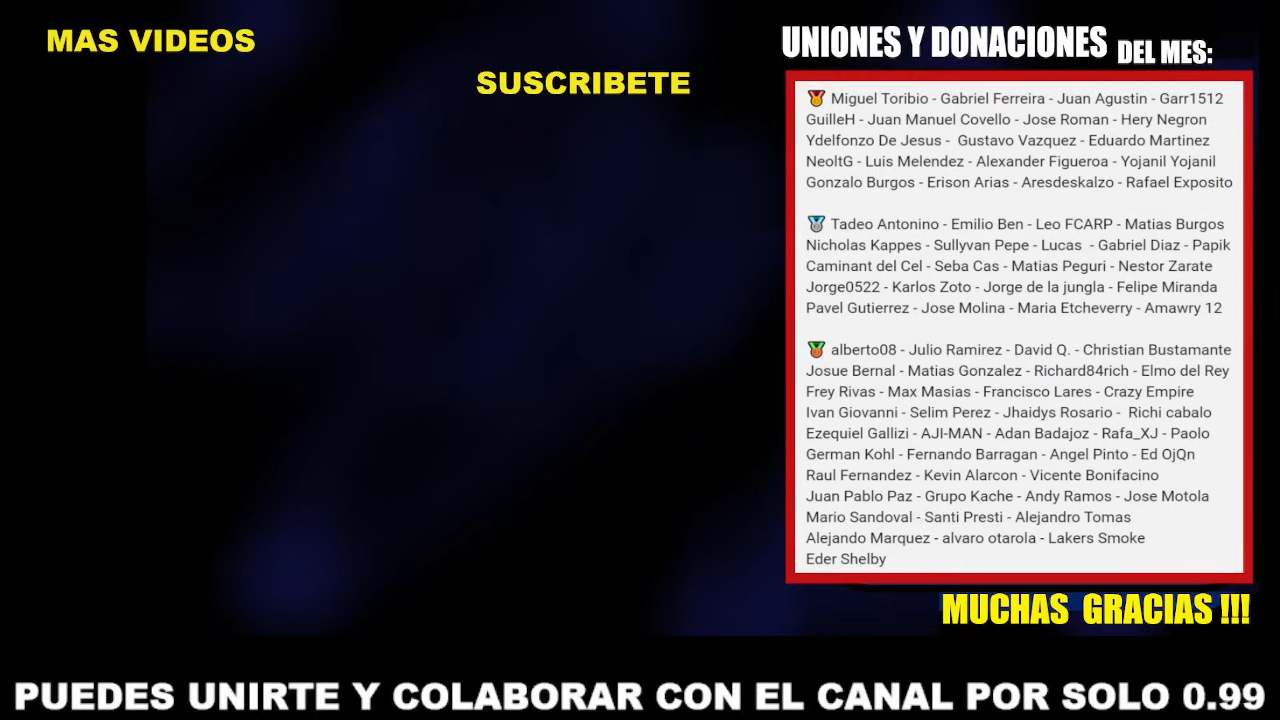 MAS VIDEOS
SUSCRIBETE
UNIONES Y DONACIONES DEL MES:
Miguel Toribio - Gabriel Ferreira - Juan Agustin - Garr1512
GuilleH - Juan Manuel Covello - Jose Roman - Hery Negron
Ydelfonzo De Jesus - Gustavo Vazquez - Eduardo Martinez
NeoltG - Luis Melendez - Alexander Figueroa - Yojanil Yojanil
Gonzalo Burgos - Erison Arias - Aresdeskalzo - Rafael Exposito
Tadeo Antonino - Emilio Ben - Leo FCARP - Matias Burgos
Nicholas Kappes - Sullyvan Pepe - Lucas - Gabriel Diaz - Papik
Caminant del Cel - Seba Cas - Matias Peguri - Nestor Zarate
Jorge0522 - Karlos Zoto - Jorge de la jungla - Felipe Miranda
Pavel Gutierrez - Jose Molina - Maria Etcheverry - Amawry 12
alberto08 - Julio Ramirez - David Q. - Christian Bustamante
Josue Bernal - Matias Gonzalez - Richard84rich - Elmo del Rey
Frey Rivas - Max Masias - Francisco Lares - Crazy Empire
Ivan Giovanni - Selim Perez - Jhaidys Rosario - Richi cabalo
Ezequiel Gallizi - AJI-MAN - Adan Badajoz - Rafa_XJ - Paolo
German Kohl - Fernando Barragan - Angel Pinto - Ed OjQn
Raul Fernandez - Kevin Alarcon - Vicente Bonifacino
Juan Pablo Paz - Grupo Kache - Andy Ramos - Jose Motola
Mario Sandoval - Santi Presti - Alejandro Tomas
Alejando Marquez - alvaro otarola - Lakers Smoke
Eder Shelby
MUCHAS GRACIAS !!!
PUEDES UNIRTE Y COLABORAR CON EL CANAL POR SOLO 0.99